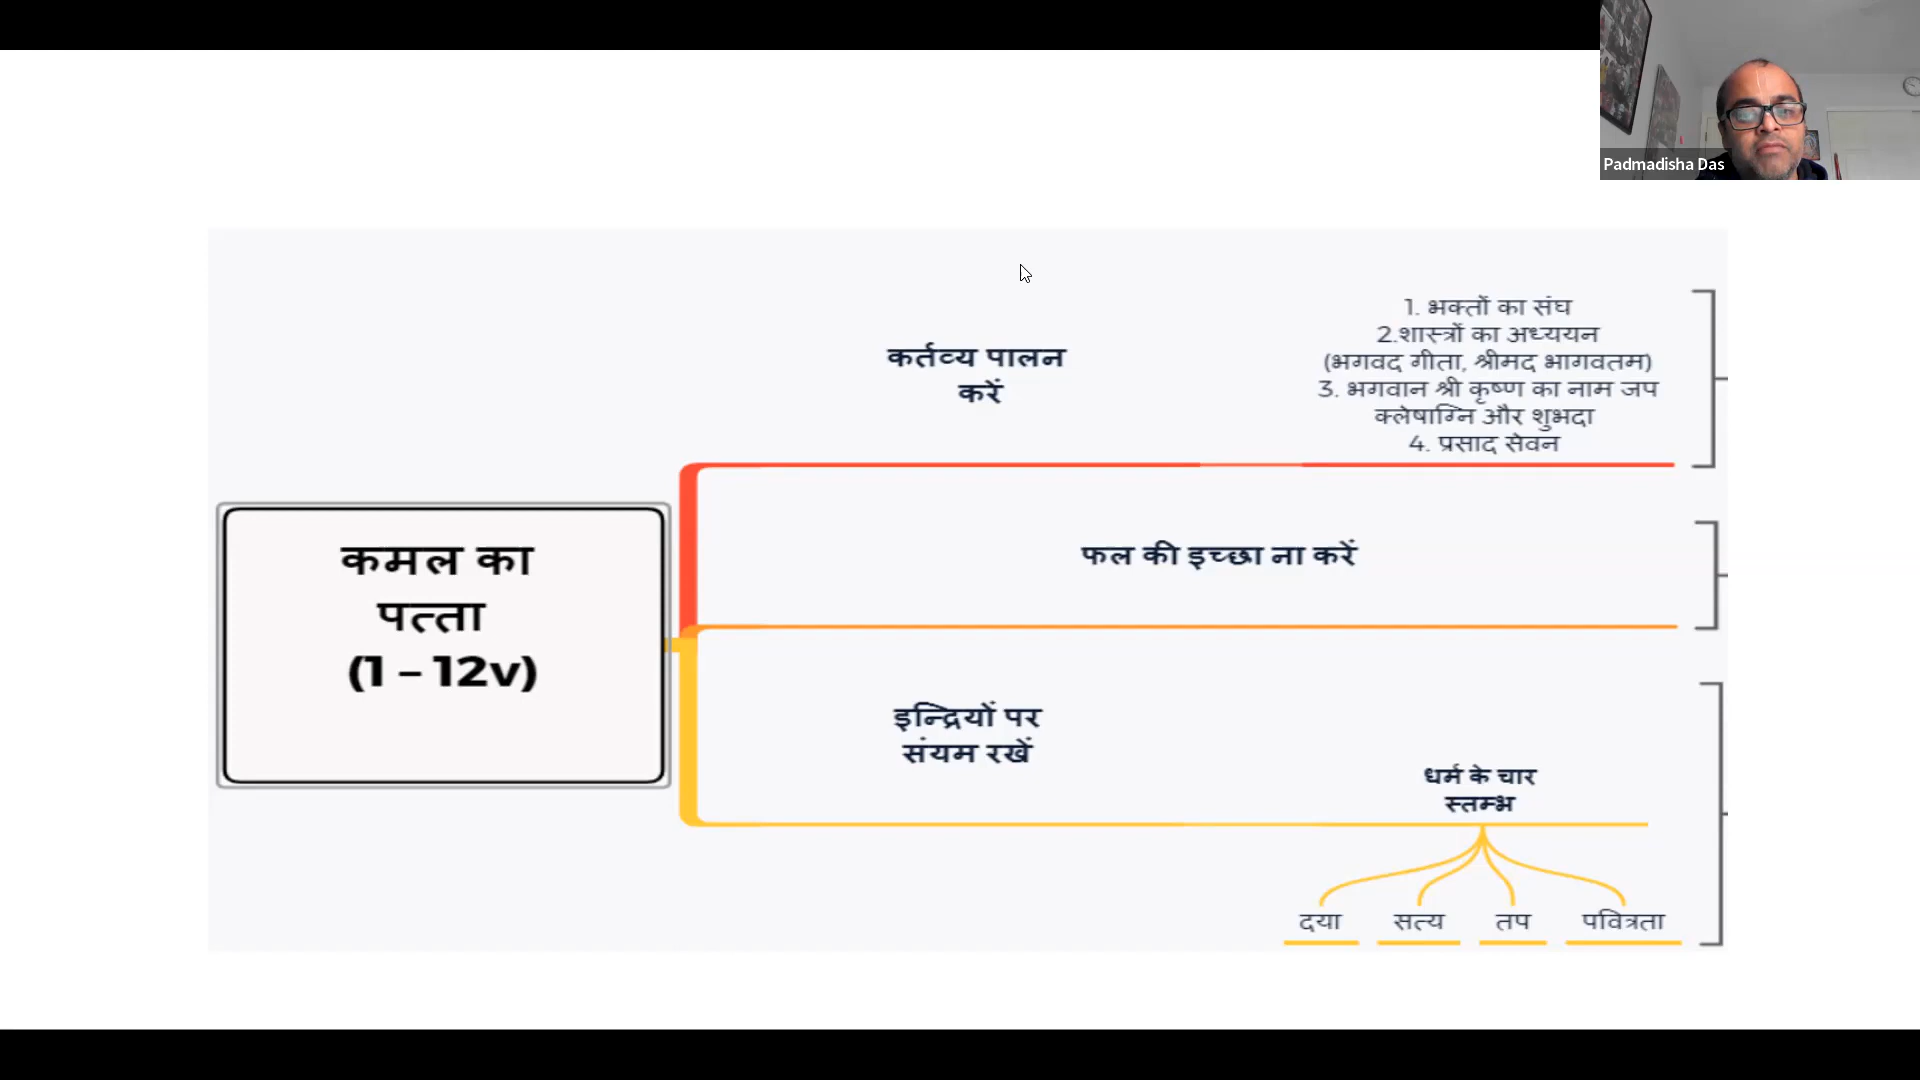 Padmadisha Das
1. भक्तों का संघ
2.शास्त्रों का अध्ययन
(भगवद गीता, श्रीमद भागवतम)
3. भगवान श्री कृष्ण का नाम जप
क्लेषाग्नि और शुभदा
4. प्रसाद सेवन
कर्तव्य पालन
करें
फल की इच्छा ना करें
कमल का
पत्ता
(1 – 12v)
इन्द्रियों पर
संयम रखें
धर्म के चार
स्तम्भ
दया सत्य तप पवित्रता